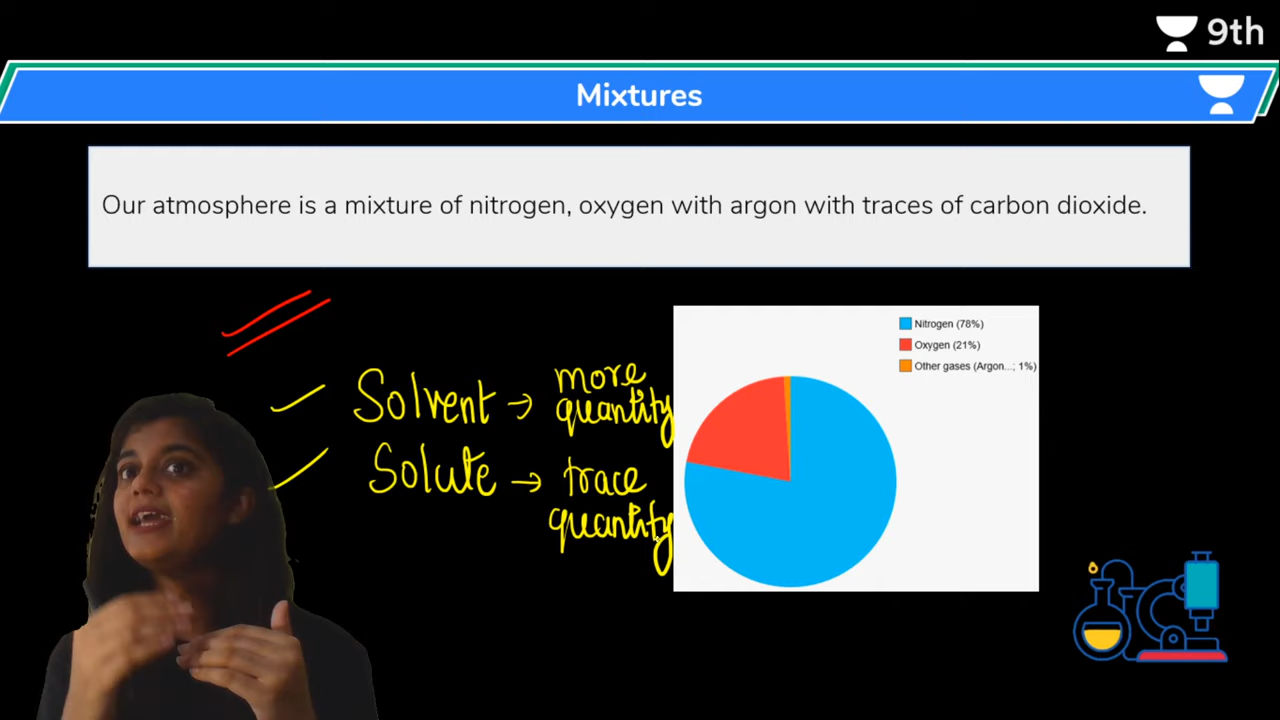 9th
Mixtures
Our atmosphere is a mixture of nitrogen, oxygen with argon with traces of carbon dioxide.
Solvent → more
quantity
Solute → trace
quantity
Nitrogen (78%)
Oxygen (21%)
Other gases (Argon...; 1%)